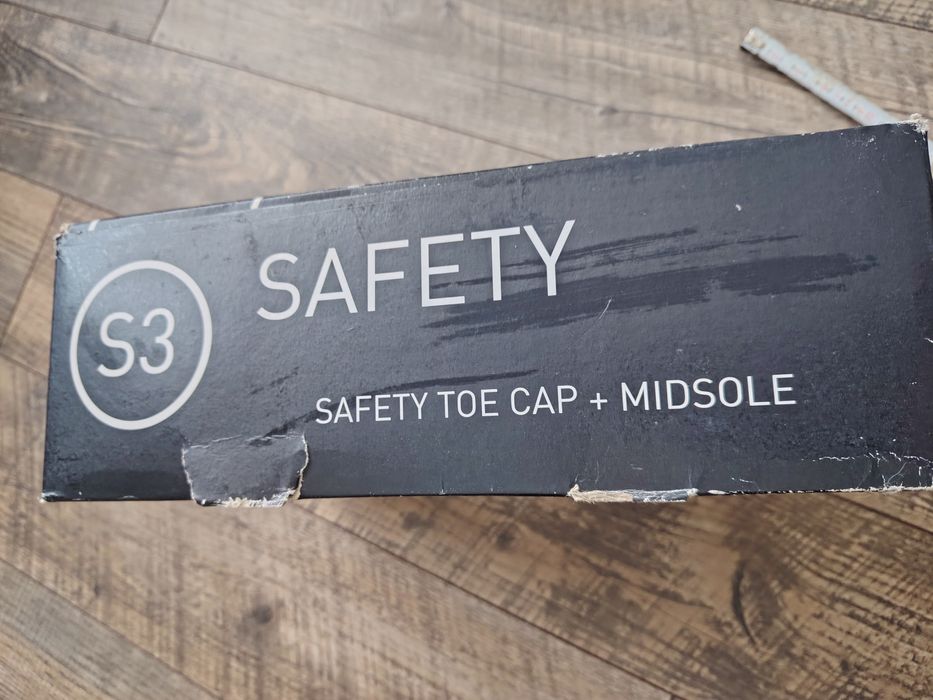 S3
SAFETY
SAFETY TOE CAP + MIDSOLE